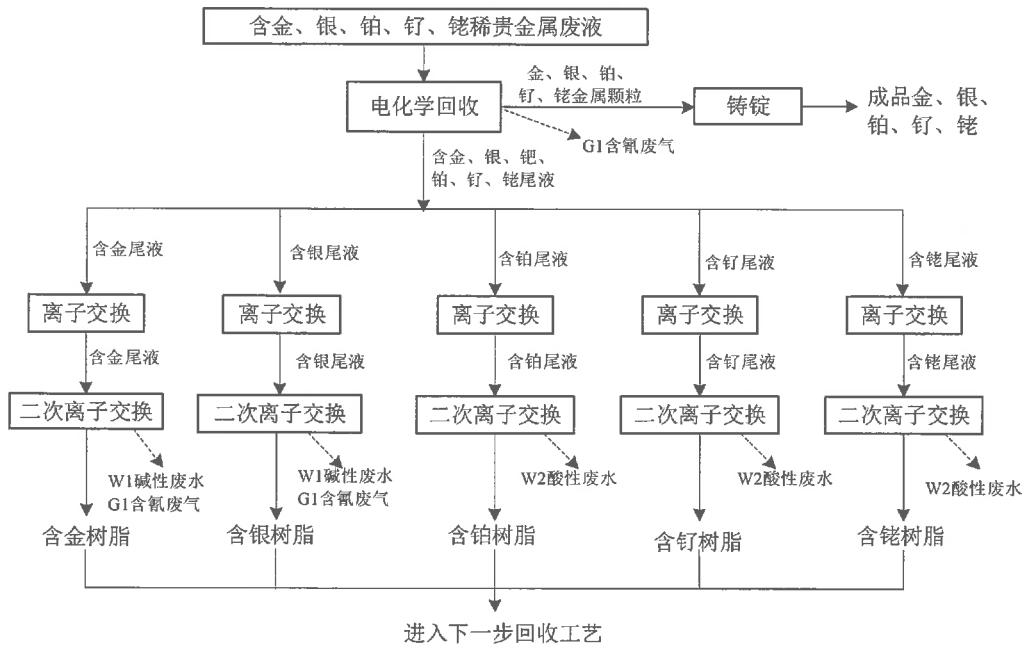 含金、银、铂、钌、铑稀贵金属废液
电化学回收
金、银、铂、
钌、铑金属颗粒
铸锭
成品金、银、
铂、钌、铑
G1含氰废气
含金、银、钯、
铂、钌、铑尾液
含金尾液
含银尾液
含铂尾液
含钌尾液
含铑尾液
离子交换
离子交换
离子交换
离子交换
离子交换
含金尾液
含银尾液
含铂尾液
含钌尾液
含铑尾液
二次离子交换
二次离子交换
二次离子交换
二次离子交换
二次离子交换
W1碱性废水
G1含氰废气
W1碱性废水
G1含氰废气
W2酸性废水
W2酸性废水
W2酸性废水
含金树脂
含银树脂
含铂树脂
含钌树脂
含铑树脂
进入下一步回收工艺